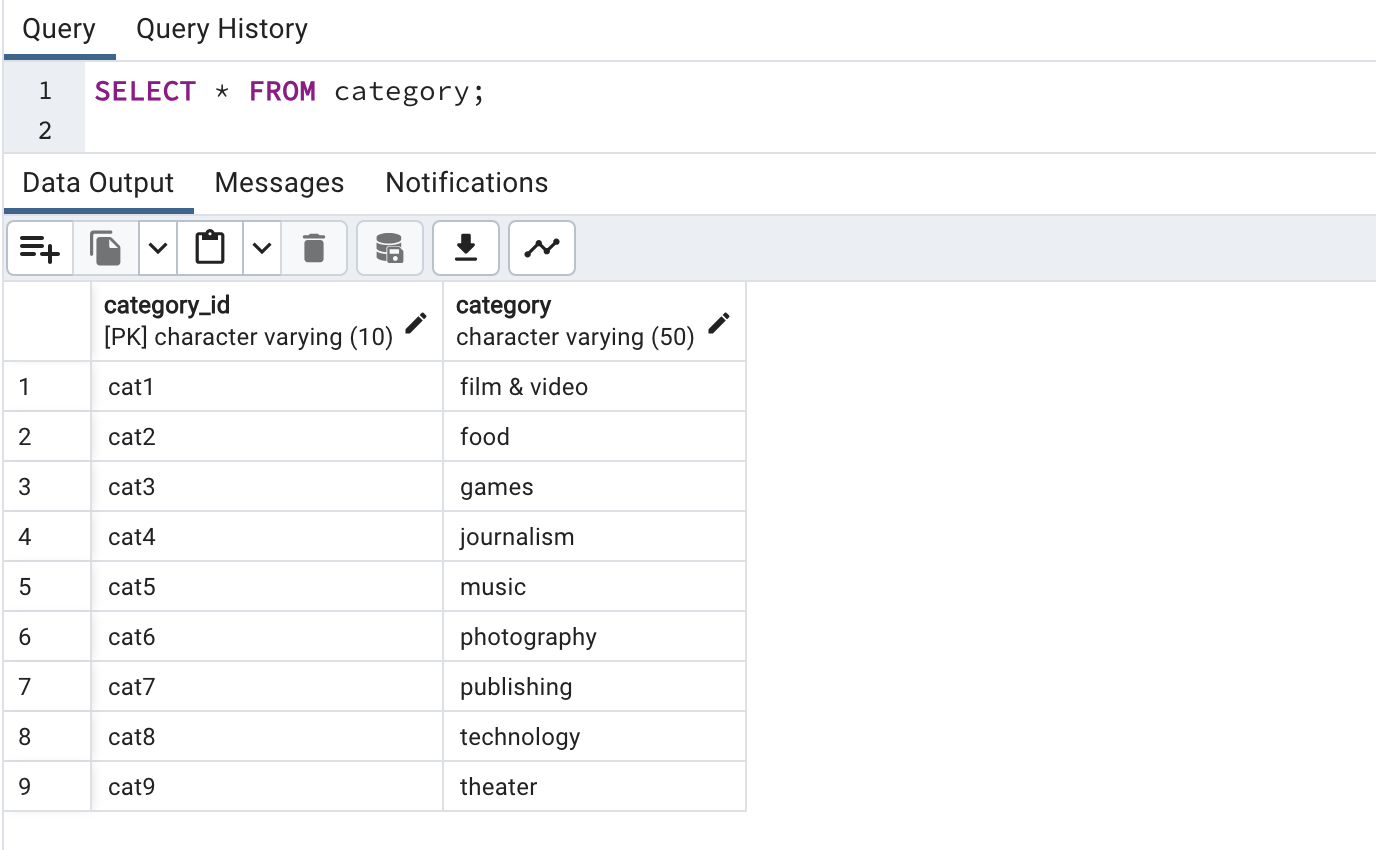 Query Query History
1 SELECT * FROM category;
2
Data Output Messages Notifications
category_id category
[PK] character varying (10) character varying (50)
1 cat1 film & video
2 cat2 food
3 cat3 games
4 cat4 journalism
5 cat5 music
6 cat6 photography
7 cat7 publishing
8 cat8 technology
9 cat9 theater